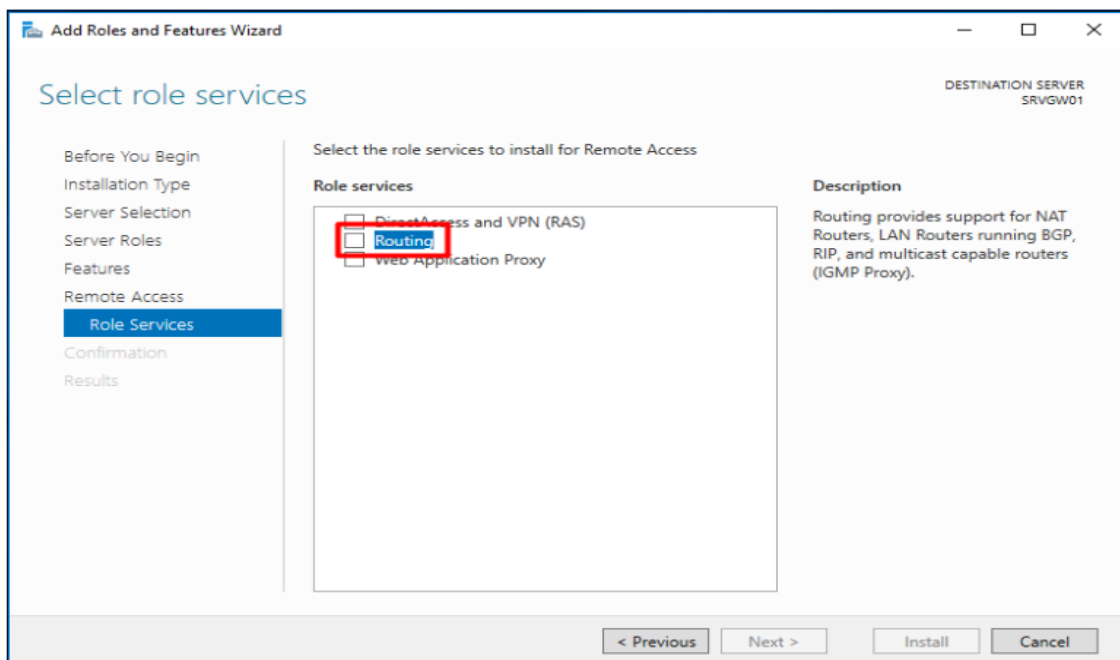 Add Roles and Features Wizard
Select role services
DESTINATION SERVER
SRVGW01
Before You Begin
Installation Type
Server Selection
Server Roles
Features
Remote Access
Role Services
Confirmation
Results
Select the role services to install for Remote Access
Role services
DirectAccess and VPN (RAS)
Routing
Web Application Proxy
Description
Routing provides support for NAT
Routers, LAN Routers running BGP,
RIP, and multicast capable routers
(IGMP Proxy).
< Previous
Next >
Install
Cancel